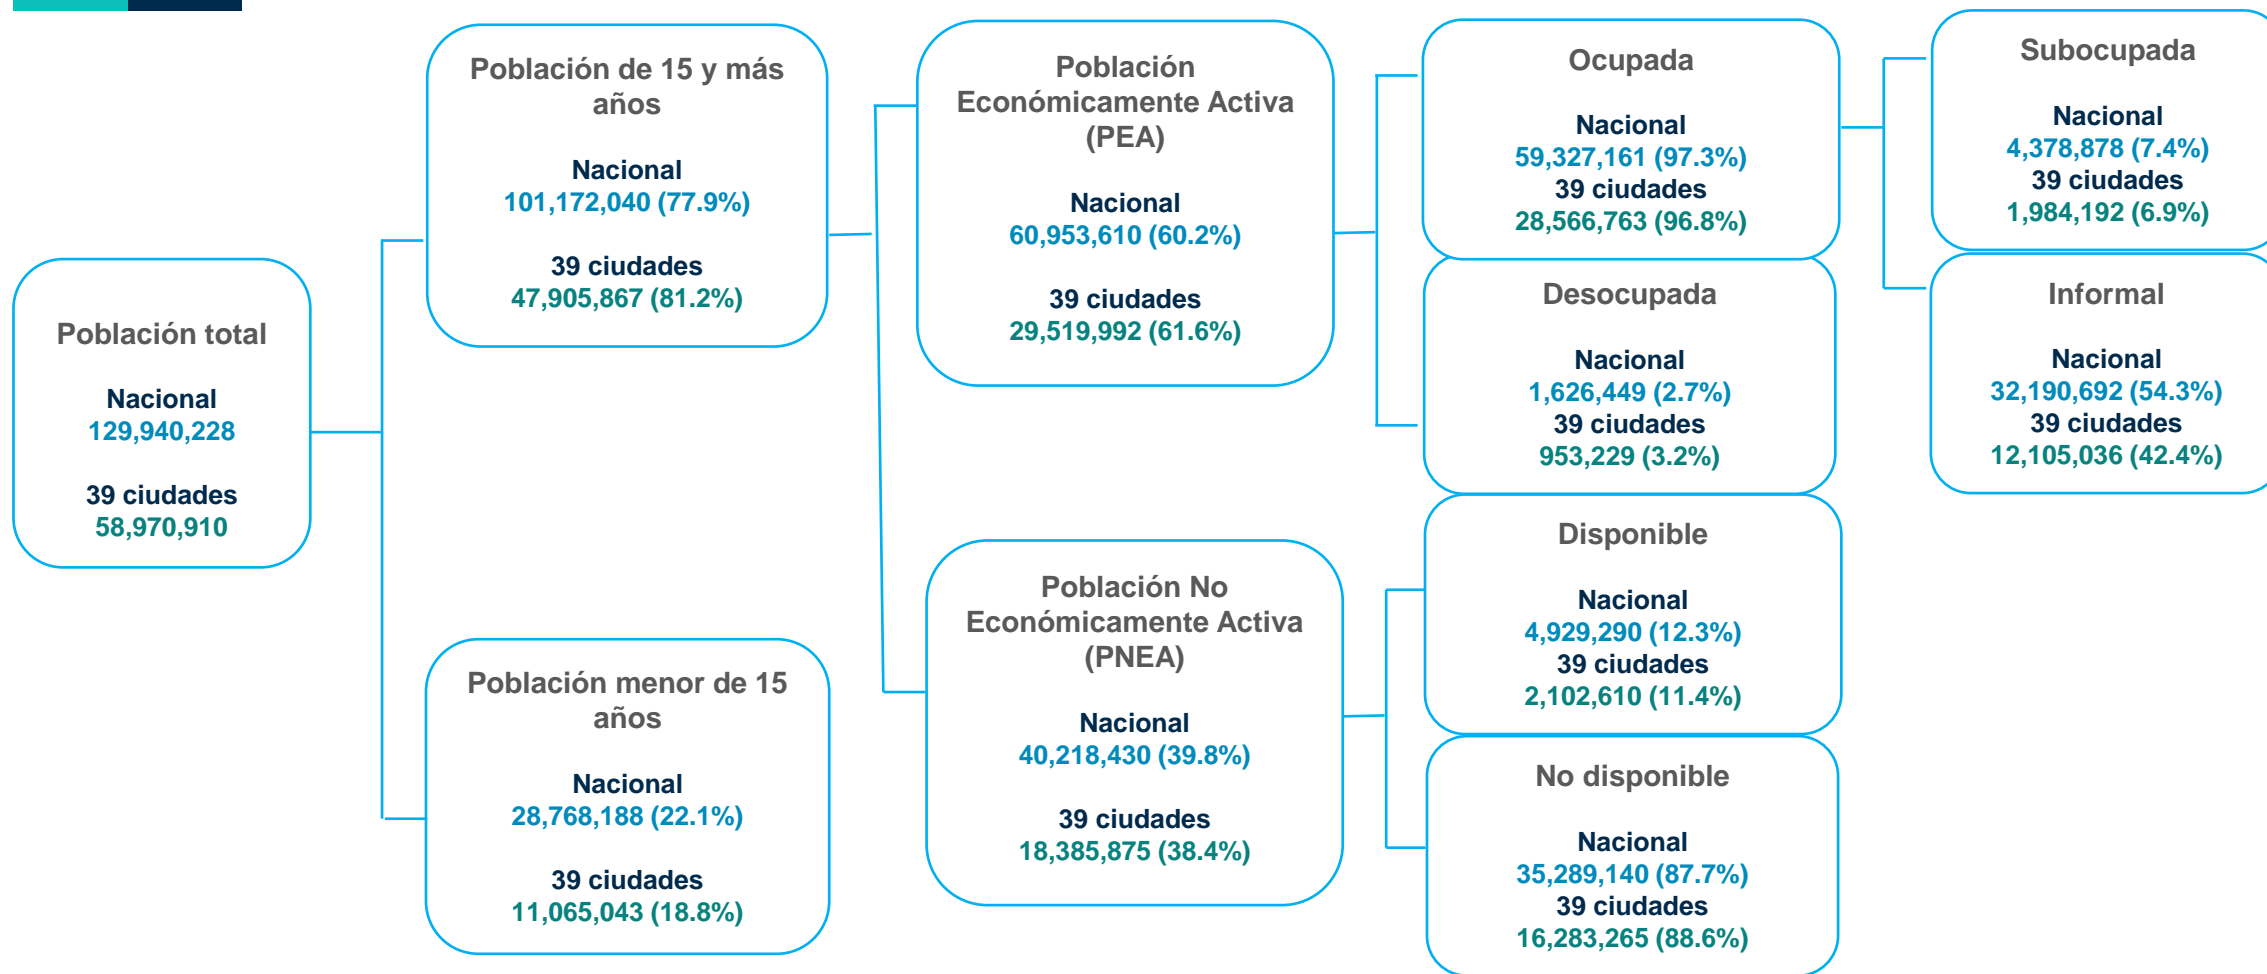 Población total
Nacional
129,940,228
39 ciudades
58,970,910
Población de 15 y más
años
Nacional
101,172,040 (77.9%)
39 ciudades
47,905,867 (81.2%)
Población menor de 15
años
Nacional
28,768,188 (22.1%)
39 ciudades
11,065,043 (18.8%)
Población
Económicamente Activa
(PEA)
Nacional
60,953,610 (60.2%)
39 ciudades
29,519,992 (61.6%)
Población No
Económicamente Activa
(PNEA)
Nacional
40,218,430 (39.8%)
39 ciudades
18,385,875 (38.4%)
Ocupada
Nacional
59,327,161 (97.3%)
39 ciudades
28,566,763 (96.8%)
Desocupada
Nacional
1,626,449 (2.7%)
39 ciudades
953,229 (3.2%)
Disponible
Nacional
4,929,290 (12.3%)
39 ciudades
2,102,610 (11.4%)
No disponible
Nacional
35,289,140 (87.7%)
39 ciudades
16,283,265 (88.6%)
Subocupada
Nacional
4,378,878 (7.4%)
39 ciudades
1,984,192 (6.9%)
Informal
Nacional
32,190,692 (54.3%)
39 ciudades
12,105,036 (42.4%)